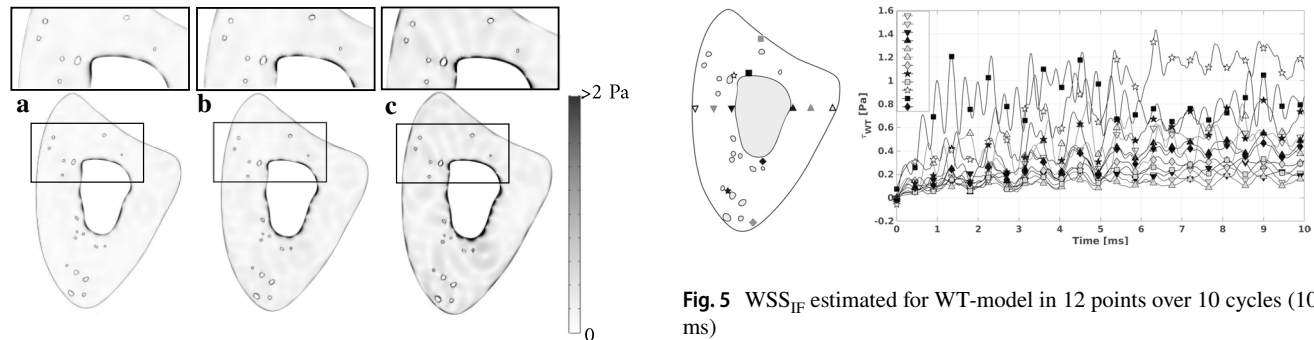 a
b
c
>2 Pa
0
1.6
1.4
1.2
1
0.8
0.6
0.4
0.2
0
-0.2
τWT [Pa]
0 1 2 3 4 5 6 7 8 9 10
Time [ms]
Fig. 5 WSSIF estimated for WT-model in 12 points over 10 cycles (10
ms)